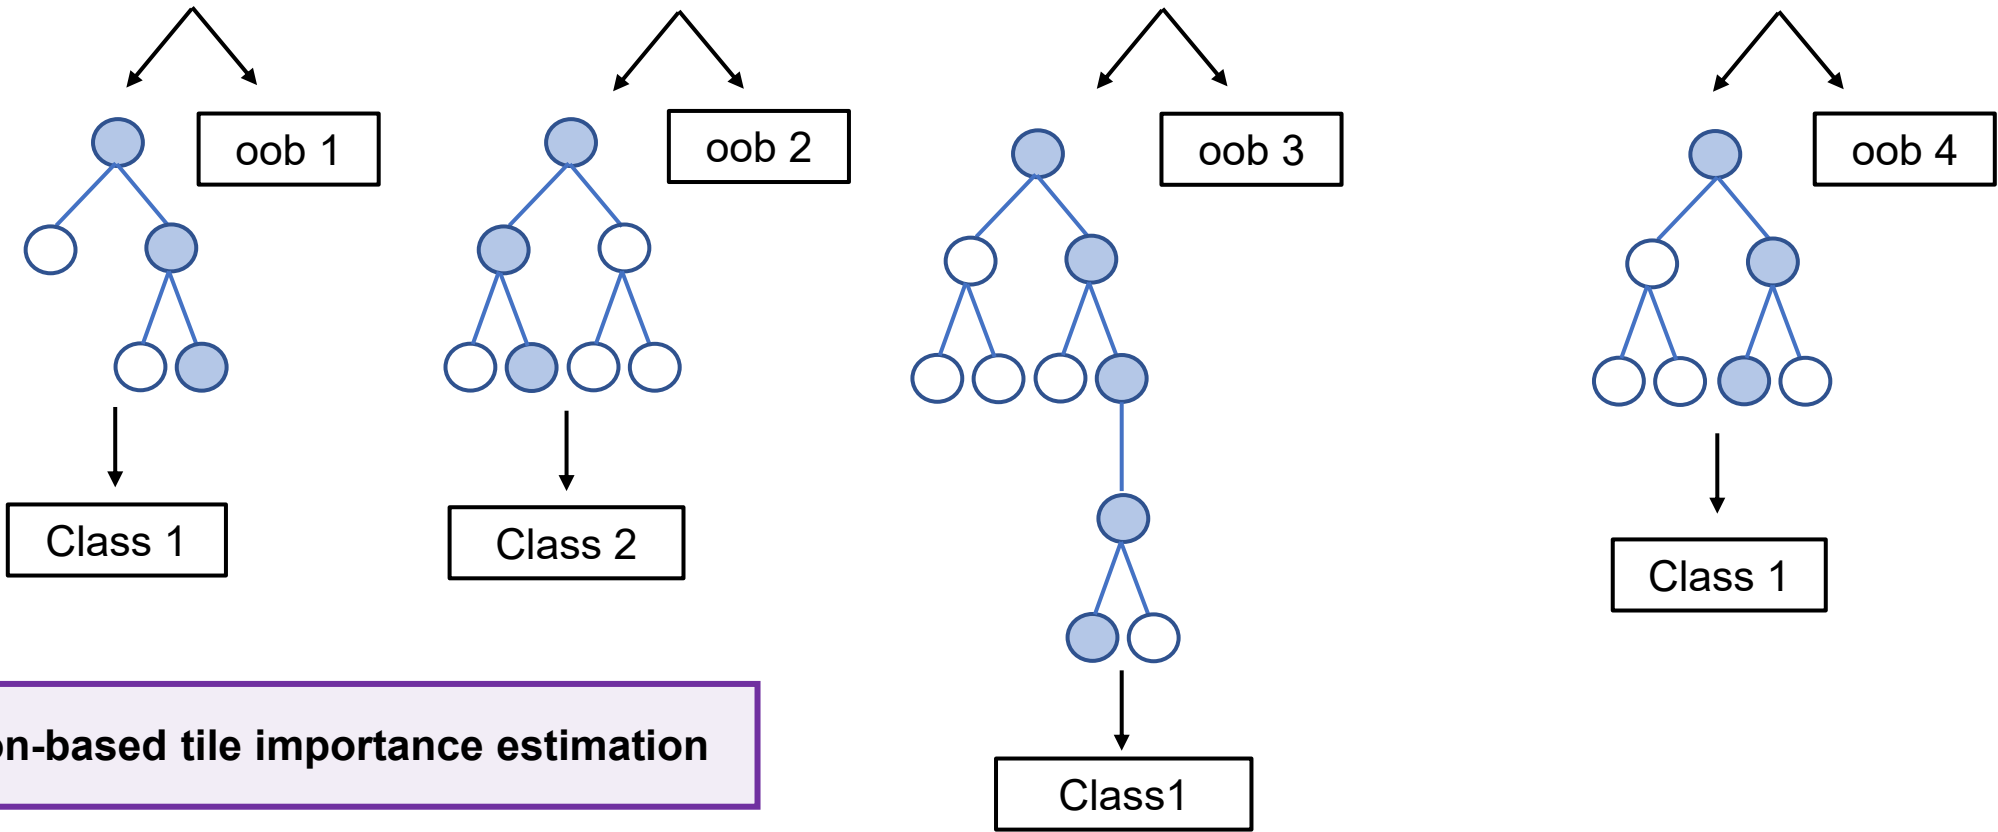 oob 1
oob 2
oob 3
oob 4
Class 1
Class 2
Class 1
on-based tile importance estimation
Class1